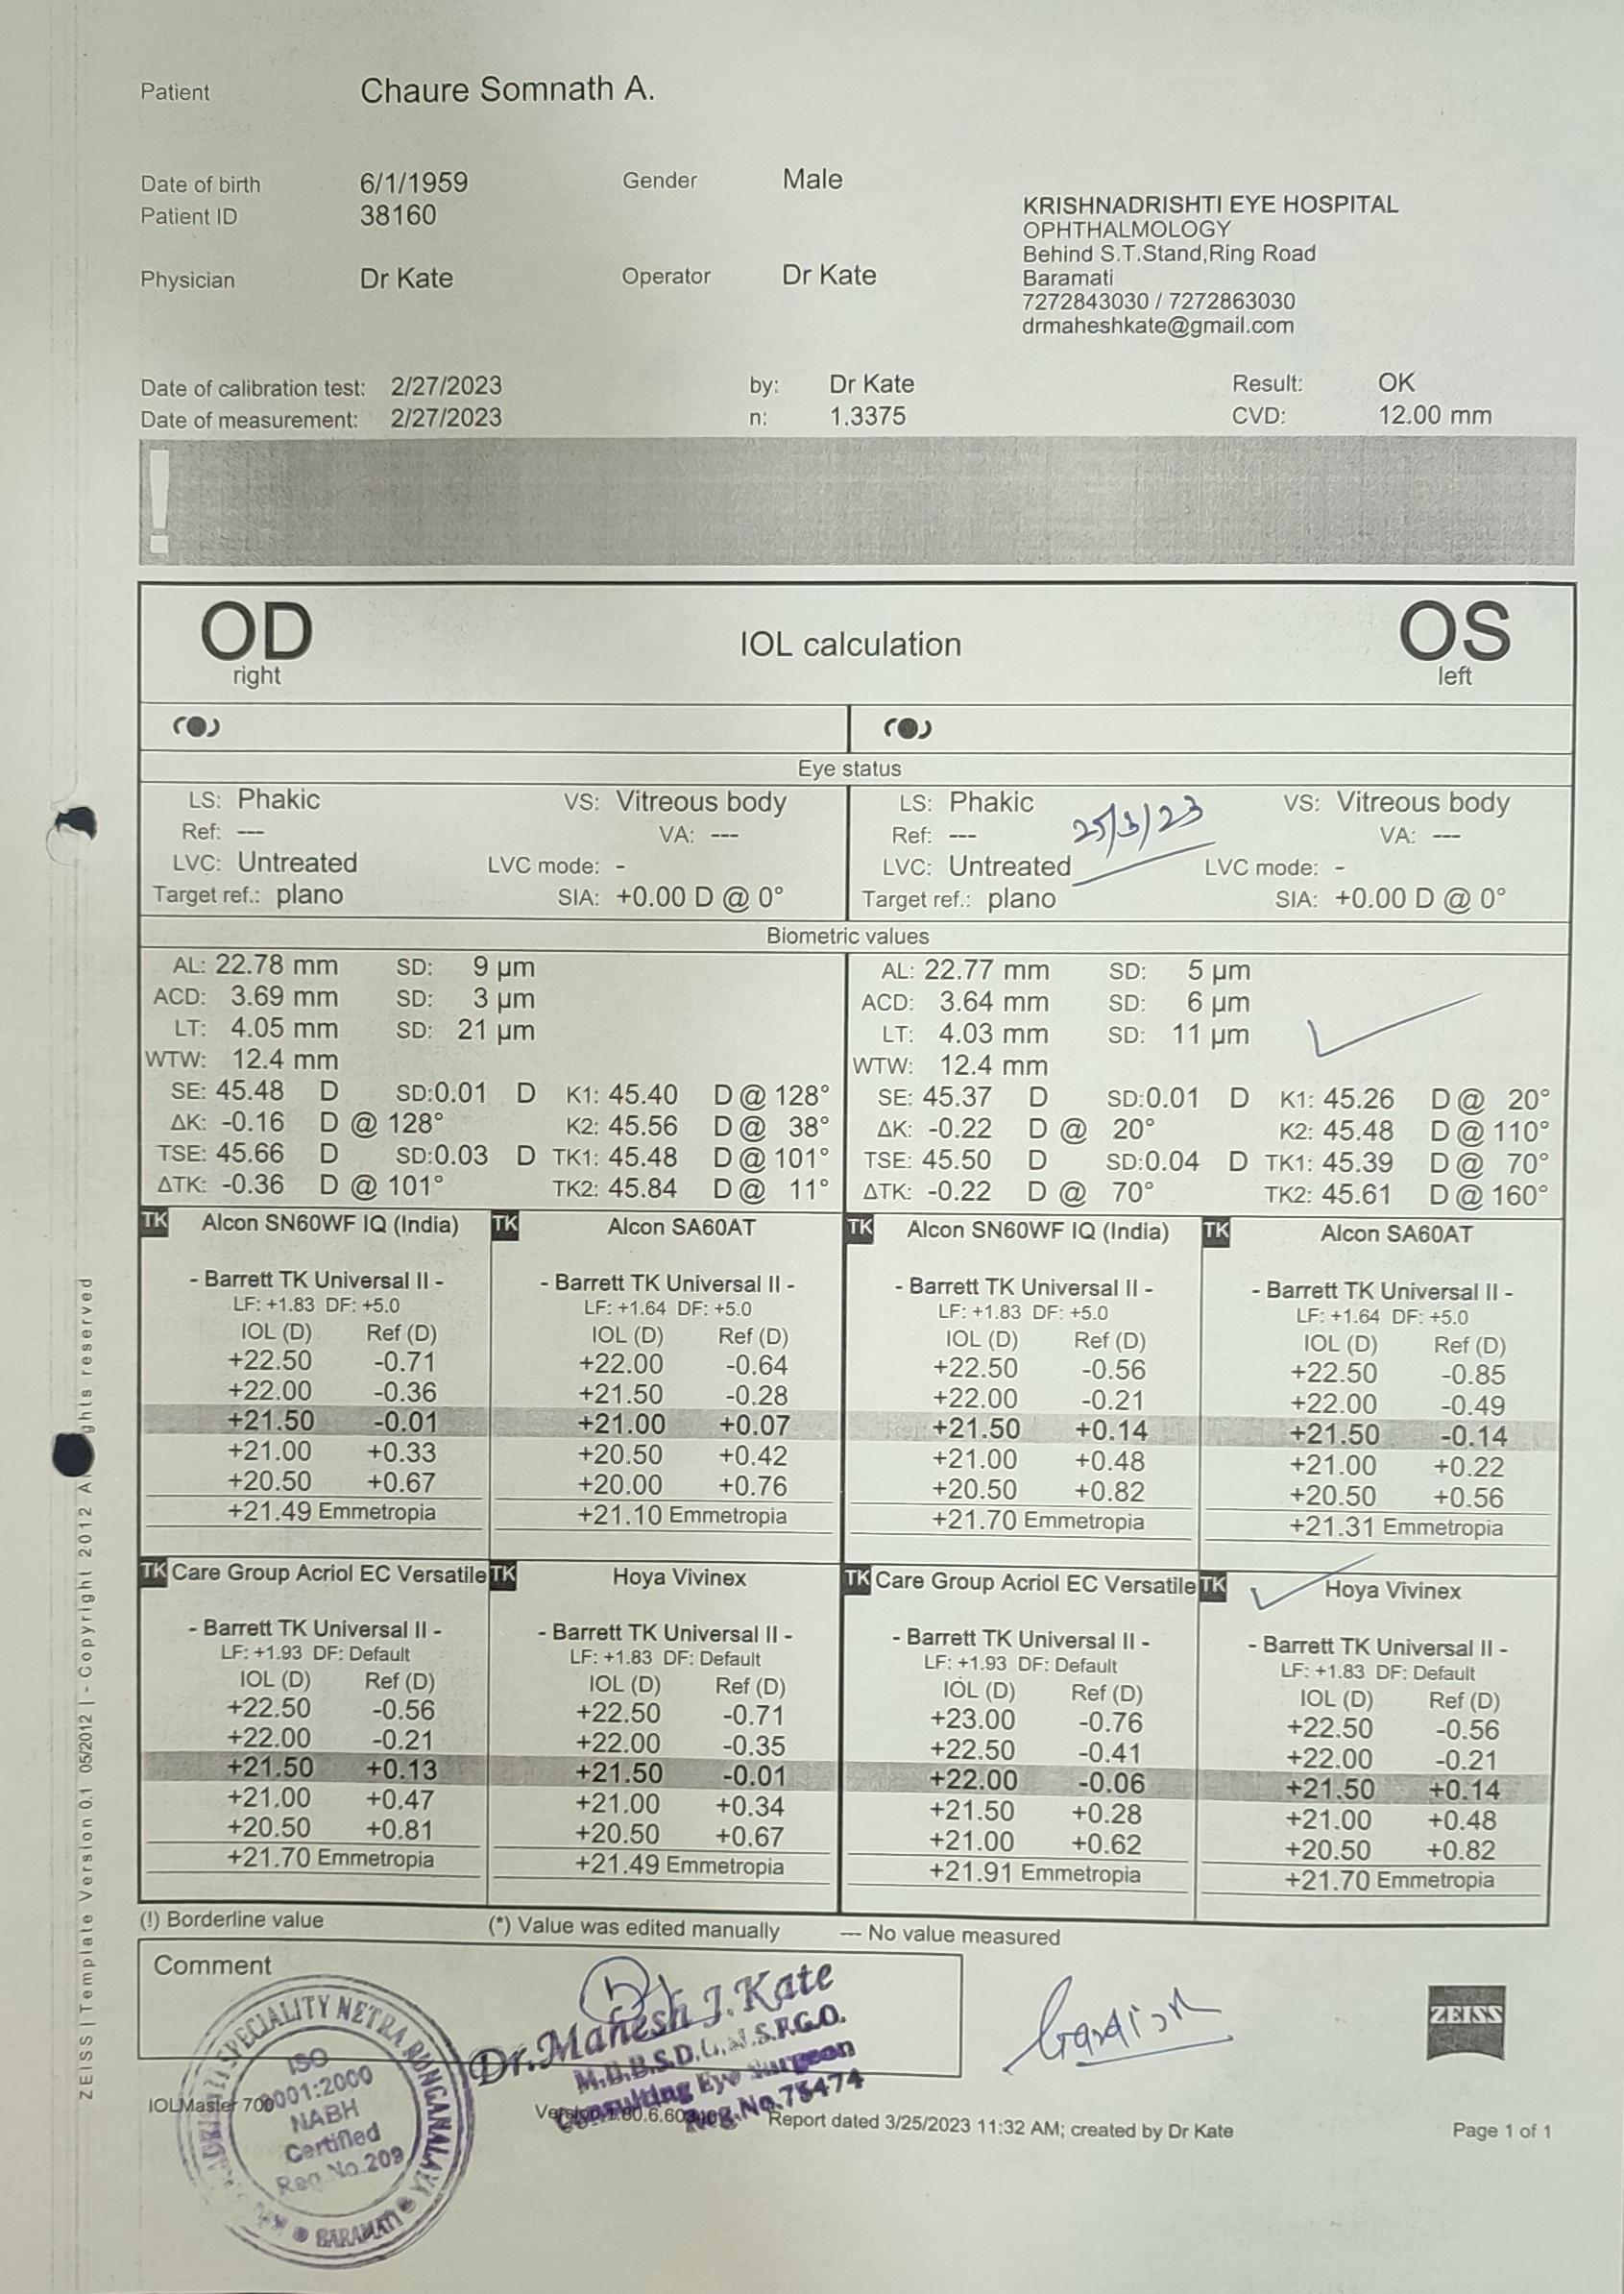 Patient Chaure Somnath A.
Date of birth 6/1/1959 Gender Male
Patient ID 38160
KRISHNADRISHTI EYE HOSPITAL
OPHTHALMOLOGY
Behind S.T.Stand,Ring Road
Baramati
7272843030 / 7272863030
drmaheshkate@gmail.com
Physician Dr Kate Operator Dr Kate
Date of calibration test: 2/27/2023 by: Dr Kate Result: OK
Date of measurement: 2/27/2023 n: 1.3375 CVD: 12.00 mm
!
OD IOL calculation OS
right left
Eye status
LS: Phakic VS: Vitreous body LS: Phakic VS: Vitreous body
Ref: --- VA: --- Ref: --- 25/3/23 VA: ---
LVC: Untreated LVC mode: - LVC: Untreated LVC mode: -
Target ref.: plano SIA: +0.00 D @ 0° Target ref.: plano SIA: +0.00 D @ 0°
Biometric values
AL: 22.78 mm SD: 9 µm AL: 22.77 mm SD: 5 µm
ACD: 3.69 mm SD: 3 µm ACD: 3.64 mm SD: 6 µm
LT: 4.05 mm SD: 21 µm LT: 4.03 mm SD: 11 µm
WTW: 12.4 mm WTW: 12.4 mm
SE: 45.48 D SD:0.01 D K1: 45.40 D @ 128° SE: 45.37 D SD:0.01 D K1: 45.26 D @ 20°
ΔK: -0.16 D @ 128° K2: 45.56 D @ 38° ΔK: -0.22 D @ 20° K2: 45.48 D @ 110°
TSE: 45.66 D SD:0.03 D TK1: 45.48 D @ 101° TSE: 45.50 D SD:0.04 D TK1: 45.39 D @ 70°
ΔTK: -0.36 D @ 101° TK2: 45.84 D @ 11° ΔTK: -0.22 D @ 70° TK2: 45.61 D @ 160°
TK Alcon SN60WF IQ (India) TK Alcon SA60AT TK Alcon SN60WF IQ (India) TK Alcon SA60AT
- Barrett TK Universal II - - Barrett TK Universal II - - Barrett TK Universal II - - Barrett TK Universal II -
LF: +1.83 DF: +5.0 LF: +1.64 DF: +5.0 LF: +1.83 DF: +5.0 LF: +1.64 DF: +5.0
IOL (D) Ref (D) IOL (D) Ref (D) IOL (D) Ref (D) IOL (D) Ref (D)
+22.50 -0.71 +22.00 -0.64 +22.50 -0.56 +22.50 -0.85
+22.00 -0.36 +21.50 -0.28 +22.00 -0.21 +22.00 -0.49
+21.50 -0.01 +21.00 +0.07 +21.50 +0.14 +21.50 -0.14
+21.00 +0.33 +20.50 +0.42 +21.00 +0.48 +21.00 +0.22
+20.50 +0.67 +20.00 +0.76 +20.50 +0.82 +20.50 +0.56
+21.49 Emmetropia +21.10 Emmetropia +21.70 Emmetropia +21.31 Emmetropia
TK Care Group Acriol EC Versatile TK Hoya Vivinex TK Care Group Acriol EC Versatile TK Hoya Vivinex
- Barrett TK Universal II - - Barrett TK Universal II - - Barrett TK Universal II - - Barrett TK Universal II -
LF: +1.93 DF: Default LF: +1.83 DF: Default LF: +1.93 DF: Default LF: +1.83 DF: Default
IOL (D) Ref (D) IOL (D) Ref (D) IOL (D) Ref (D) IOL (D) Ref (D)
+22.50 -0.56 +22.50 -0.71 +23.00 -0.76 +22.50 -0.56
+22.00 -0.21 +22.00 -0.35 +22.50 -0.41 +22.00 -0.21
+21.50 +0.13 +21.50 -0.01 +22.00 -0.06 +21.50 +0.14
+21.00 +0.47 +21.00 +0.34 +21.50 +0.28 +21.00 +0.48
+20.50 +0.81 +20.50 +0.67 +21.00 +0.62 +20.50 +0.82
+21.70 Emmetropia +21.49 Emmetropia +21.91 Emmetropia +21.70 Emmetropia
(!) Borderline value (*) Value was edited manually --- No value measured
Comment
SPECIALITY NETRA RUNGANALAYA
ISO
9001:2000
NABH
Certified
Reg.No.209
BARAMATI
Dr.Mahesh J.Kate
Consulting Eye Surgeon
Reg.No.75474
ZEISS
IOLMaster 700 Report dated 3/25/2023 11:32 AM; created by Dr Kate Page 1 of 1
ZEISS | Template Version 0.1 05/2012 | - Copyright 2012 ghts reserved